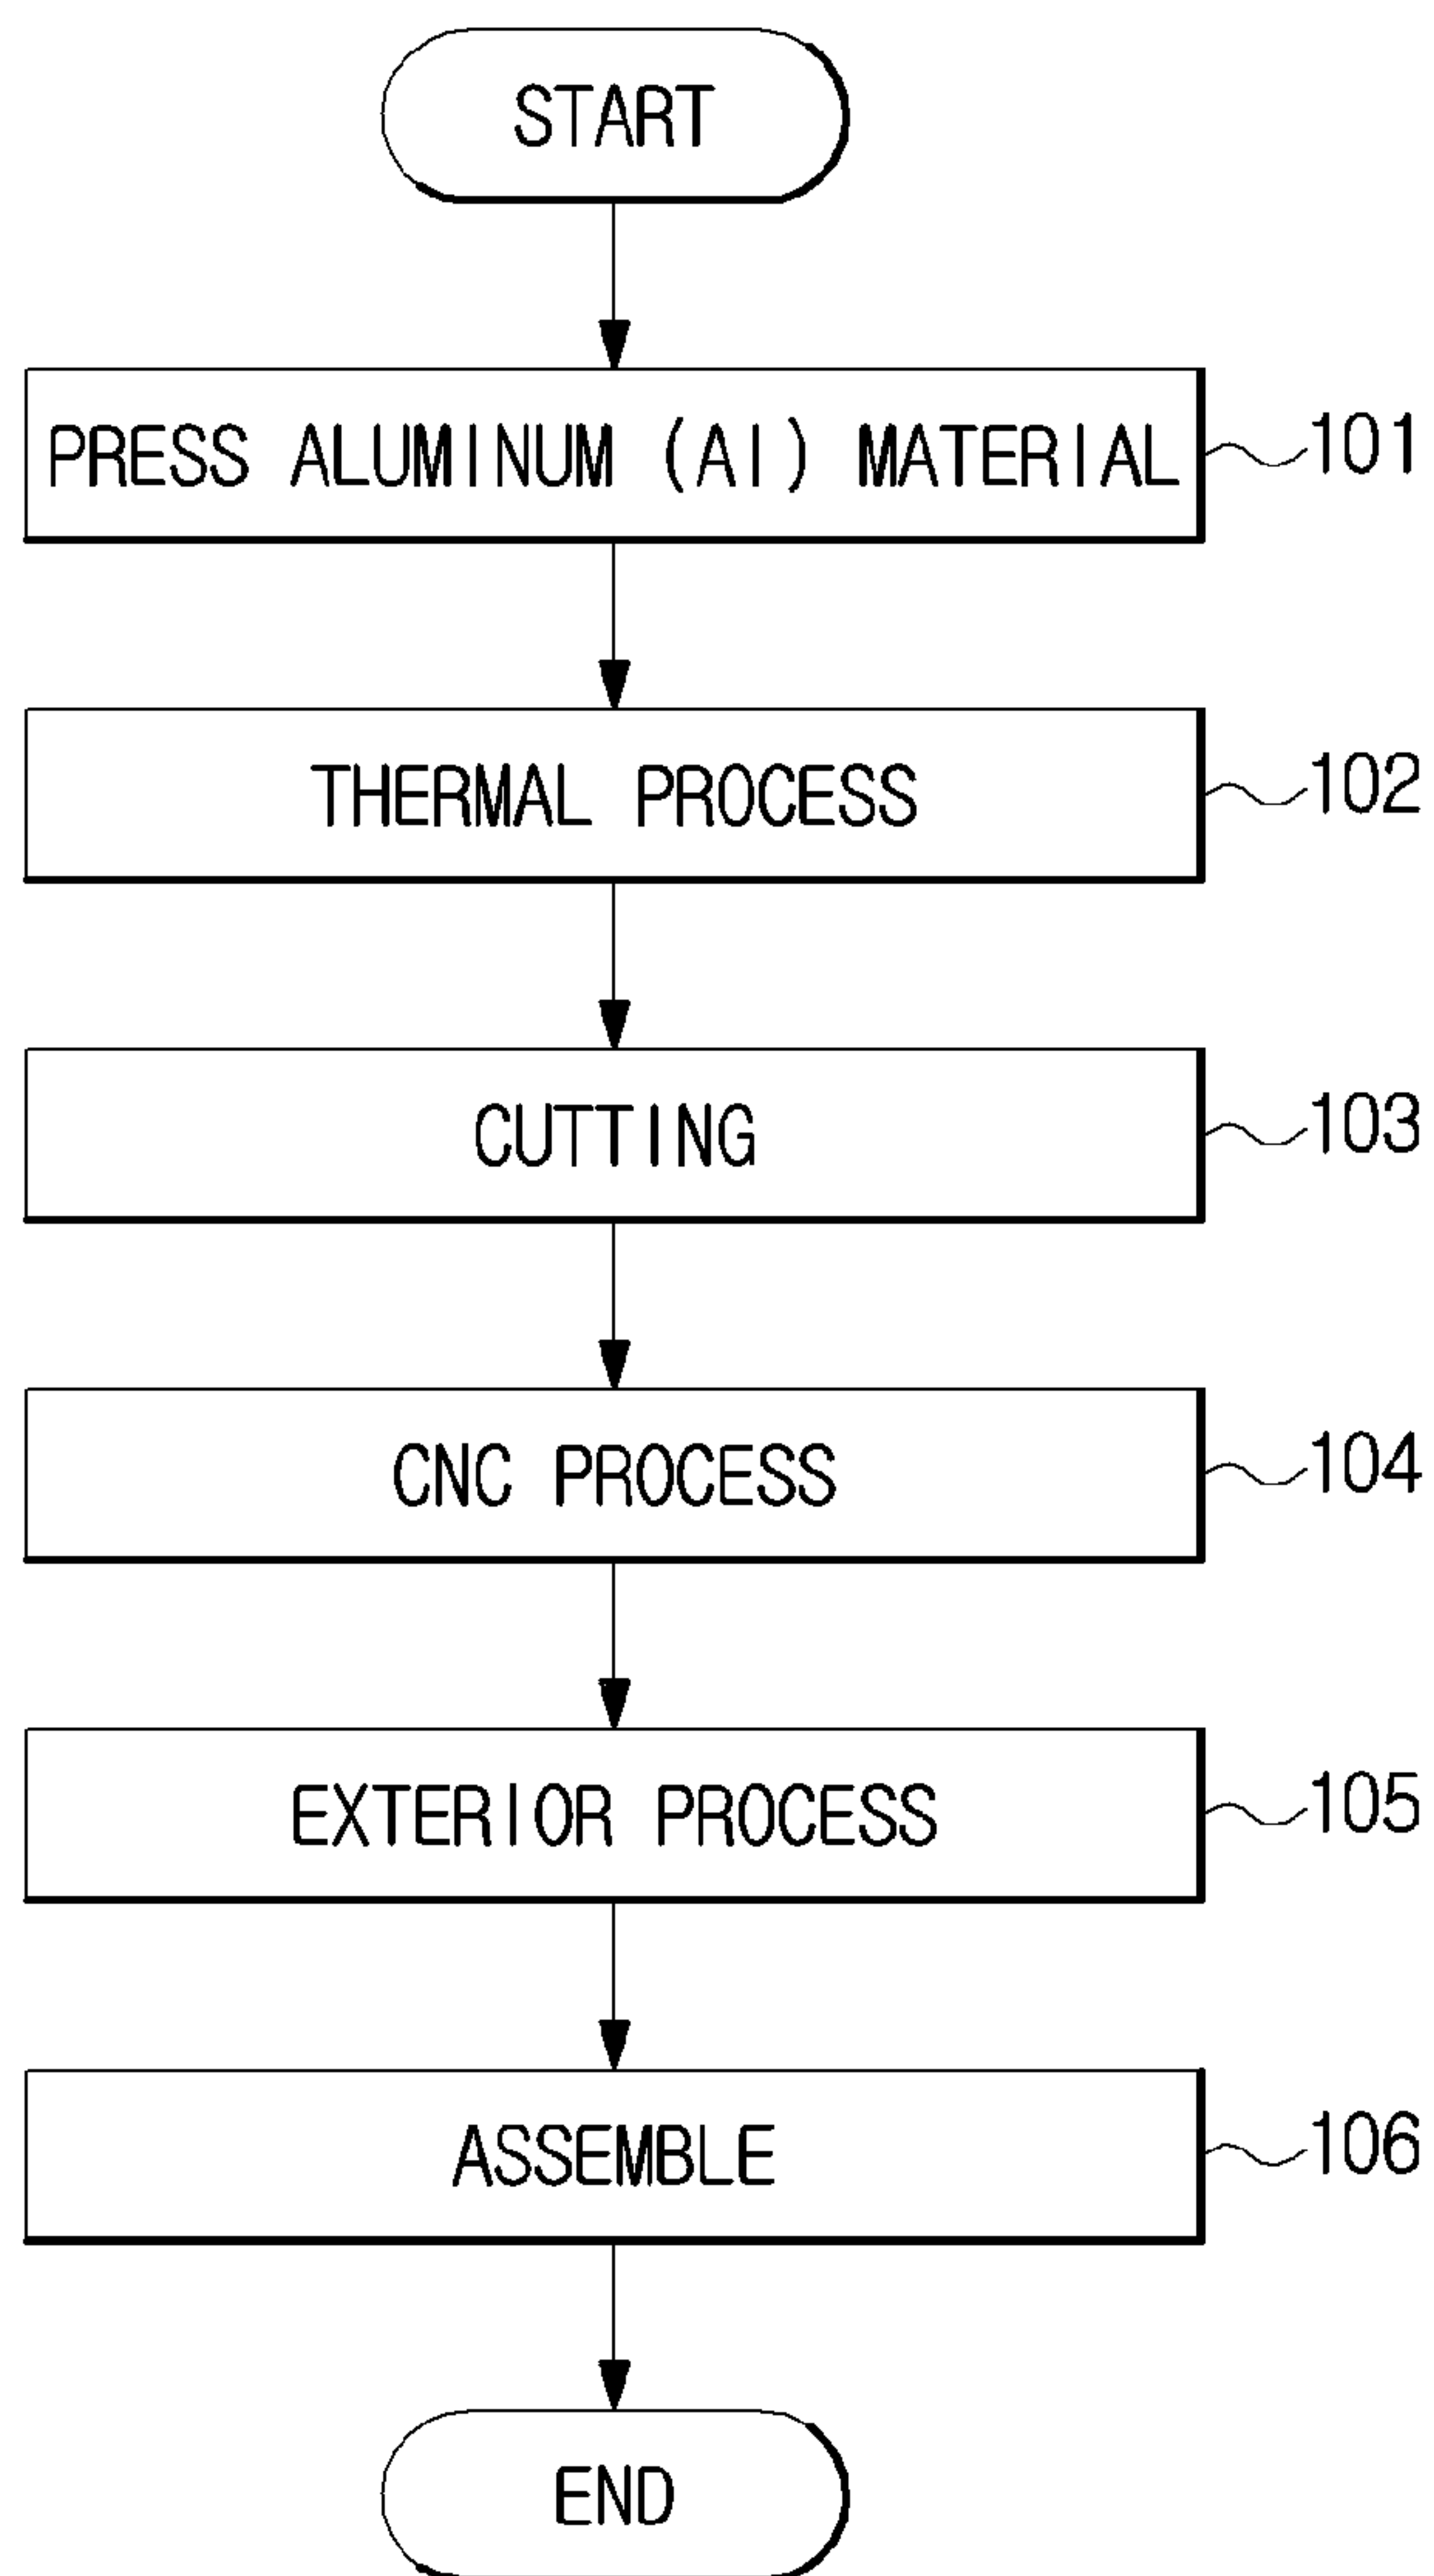 START
PRESS ALUMINUM (Al) MATERIAL
101
THERMAL PROCESS
102
CUTTING
103
CNC PROCESS
104
EXTERIOR PROCESS
105
ASSEMBLE
106
END